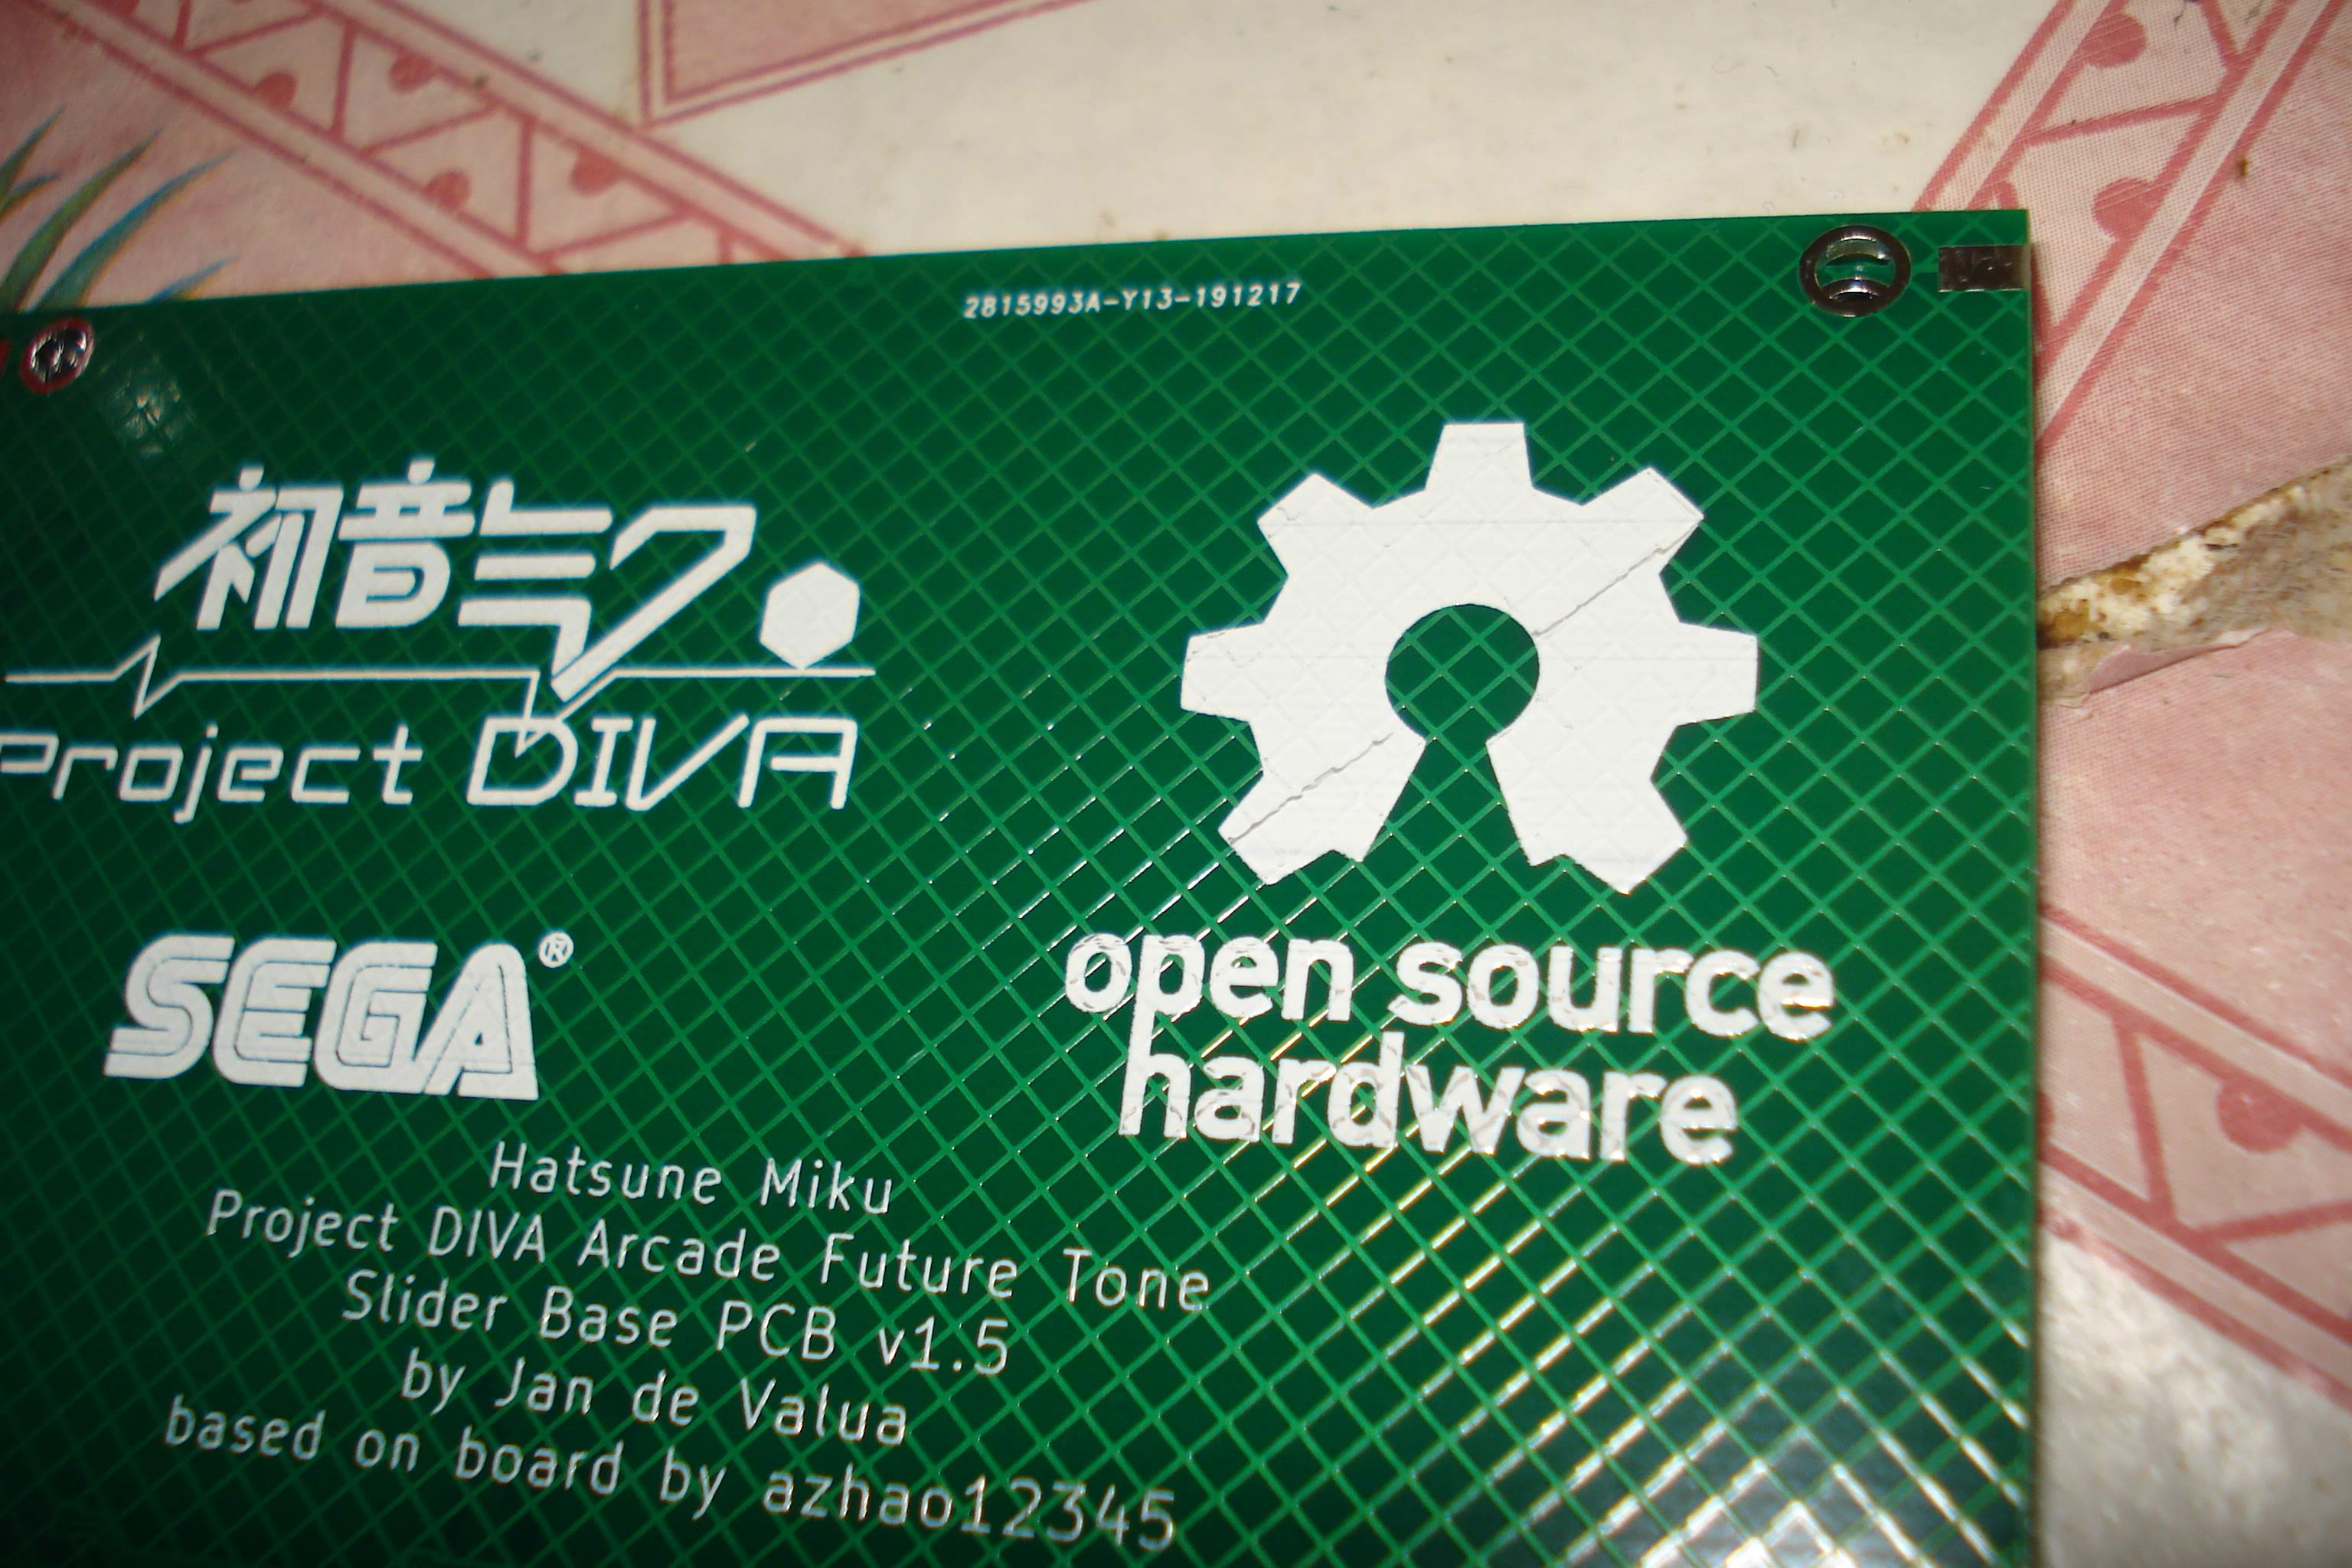 2815993A-Y13-191217
初音ミク
Project DIVA
SEGA®
open source
hardware
Hatsune Miku
Project DIVA Arcade Future Tone
Slider Base PCB v1.5
by Jan de Valua
based on board by azhao12345